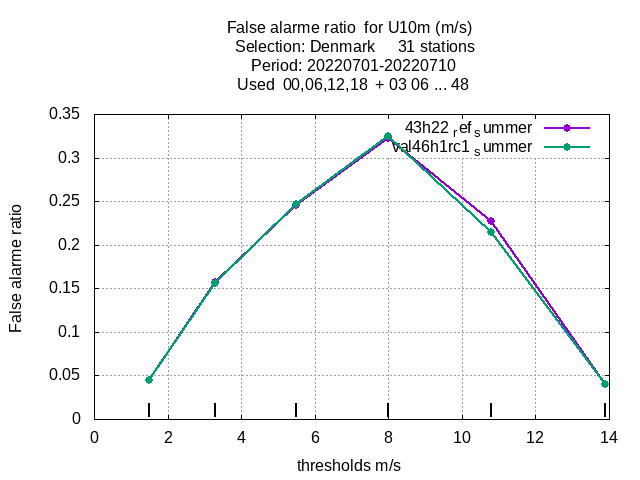 False alarme ratio  for U10m (m/s)
Selection: Denmark     31 stations
Period: 20220701-20220710
Used  00,06,12,18  + 03 06 ... 48
0.35
43h22 refsummer
val46h1rc1 summer
0.3
0.25
0.2
0.15
0.1
0.05
0
False alarme ratio
0 2 4 6 8 10 12 14
thresholds m/s